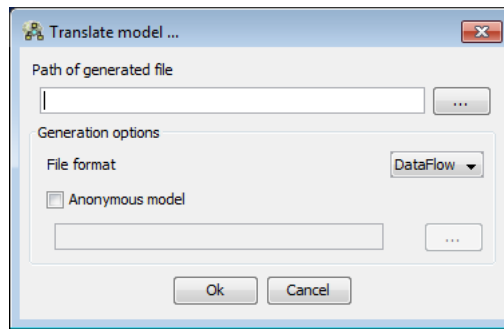 Translate model ...
Path of generated file
...
Generation options
File format
DataFlow
Anonymous model
...
Ok
Cancel